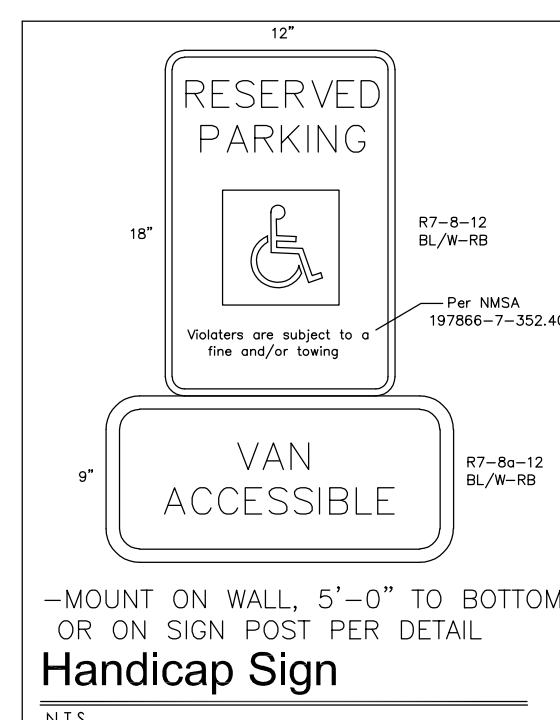 12"
RESERVED
PARKING
18"
R7-8-12
BL/W-RB
Per NMSA
197866-7-352.4
Violaters are subject to a
fine and/or towing
VAN
ACCESSIBLE
9"
R7-8a-12
BL/W-RB
-MOUNT ON WALL, 5'-0" TO BOTTOM
OR ON SIGN POST PER DETAIL
Handicap Sign
N.T.S.